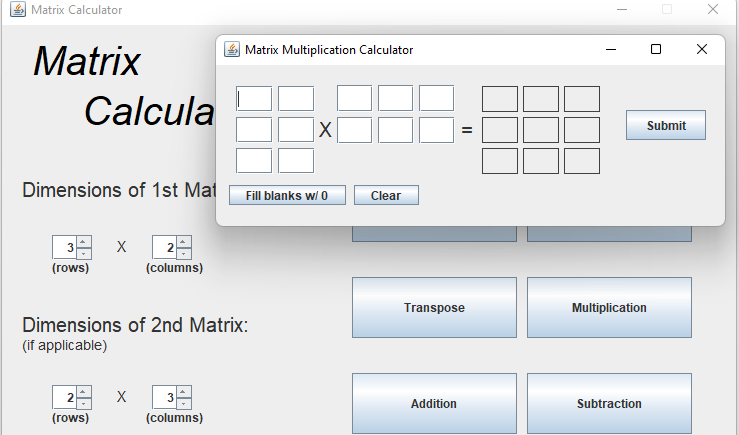 Matrix Calculator
Matrix
Calcula
Matrix Multiplication Calculator
X = Submit
Fill blanks w/ 0 Clear
Dimensions of 1st Mat
3 X 2
(rows) (columns)
Transpose Multiplication
Dimensions of 2nd Matrix:
(if applicable)
2 X 3
(rows) (columns)
Addition Subtraction